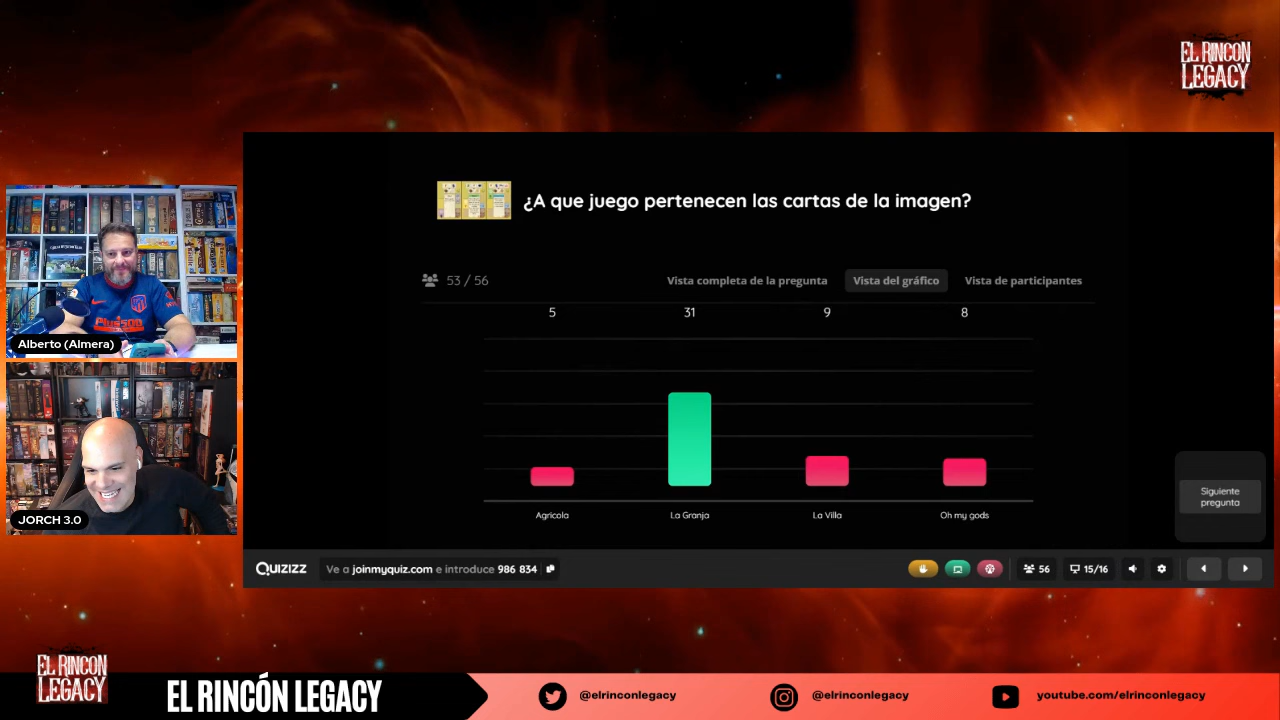 EL RINCON
LEGACY
¿A que juego pertenecen las cartas de la imagen?
53 / 56
Vista completa de la pregunta
Vista del gráfico
Vista de participantes
5
31
9
8
Agricola
La Granja
La Villa
Oh my gods
Siguiente
pregunta
Alberto (Almera)
JORCH 3.0
QUIZIZZ
Ve a joinmyquiz.com e introduce 986 834
56
15/16
EL RINCON
LEGACY
EL RINCÓN LEGACY
@elrinconlegacy
@elrinconlegacy
youtube.com/elrinconlegacy